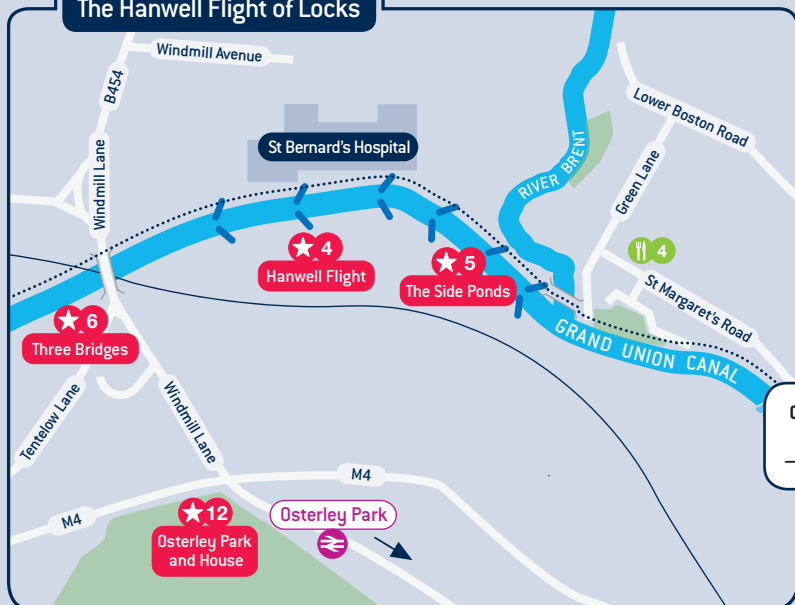 The Hanwell Flight of Locks
Windmill Avenue
B454
Lower Boston Road
St Bernard's Hospital
RIVER BRENT
Green Lane
Windmill Lane
4
4
Hanwell Flight
5
The Side Ponds
St Margaret's Road
6
Three Bridges
GRAND UNION CANAL
Tentelow Lane
Windmill Lane
M4
M4
12
Osterley Park
and House
Osterley Park